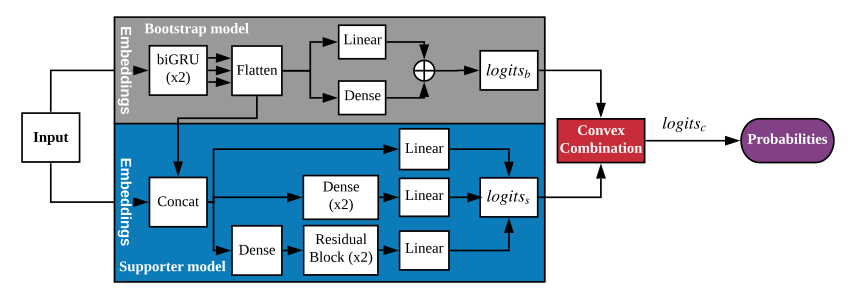 Input
Bootstrap model
Embeddings
biGRU
(x2)
Flatten
Linear
Dense
logits_b
Embeddings
Supporter model
Concat
Linear
Dense
(x2)
Linear
Dense
Residual
Block (x2)
Linear
logits_s
Convex
Combination
logits_c
Probabilities